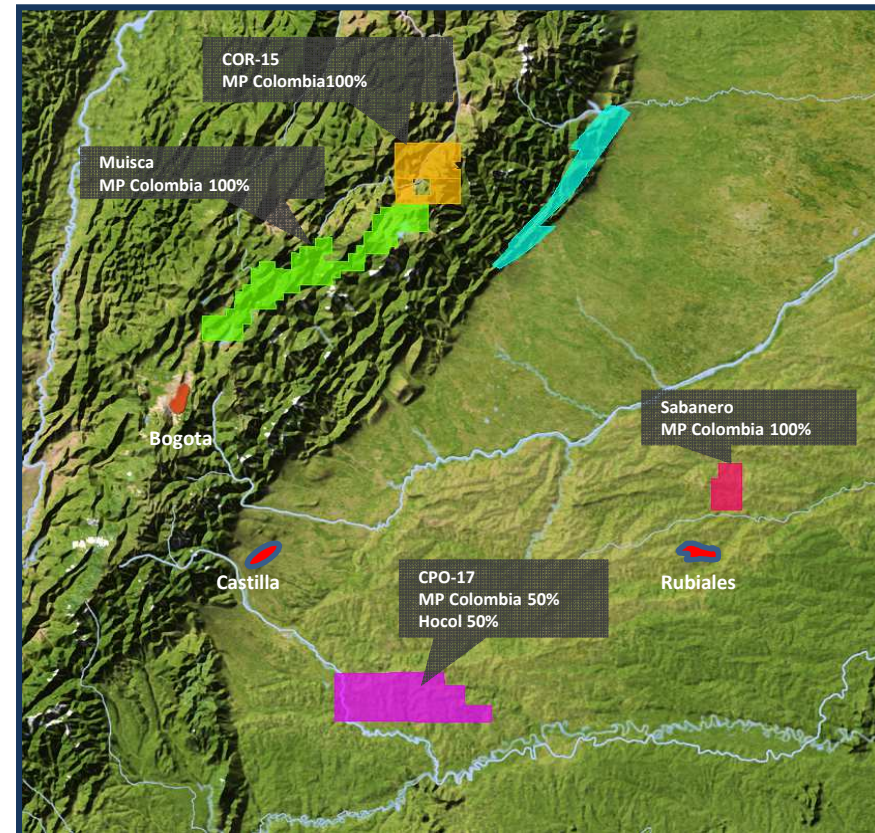 COR-15
MP Colombia100%
Muisca
MP Colombia 100%
Bogota
Sabanero
MP Colombia 100%
Castilla
CPO-17
MP Colombia 50%
Hocol 50%
Rubiales